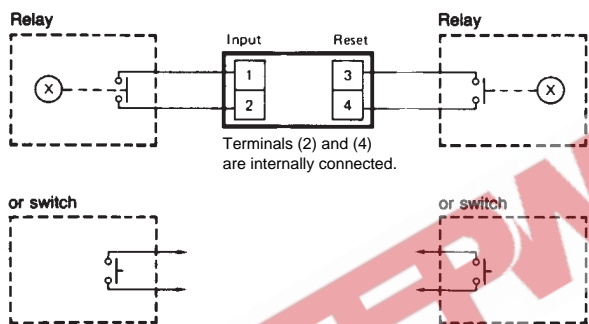 Relay
Relay
Input
Reset
1
3
X
X
2
4
Terminals (2) and (4)
are internally connected.
or switch
or switch